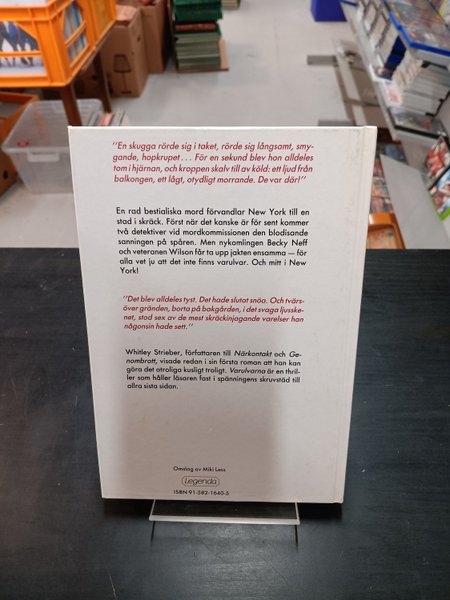 "En skugga rörde sig i taket, rörde sig långsamt, smy-
gande, hopkrupet . . . För en sekund blev hon alldeles
tom i hjärnan, och kroppen skalv till av köld: ett ljud från
balkongen, ett lågt, otydligt morrande. De var där!"
En rad bestialiska mord förvandlar New York till en
stad i skräck. Först när det kanske är för sent kommer
två detektiver vid mordkommissionen den blodisande
sanningen på spåren. Men nykomlingen Becky Neff
och veteranen Wilson får ta upp jakten ensamma — för
alla vet ju att det inte finns varulvar. Och mitt i New
York!
"Det blev alldeles tyst. Det hade slutat snöa. Och tvärs-
över gränden, borta på bakgården, i det svaga ljusske-
net, stod sex av de mest skräckinjagande varelser han
någonsin hade sett."
Whitley Strieber, författaren till Närkontakt och Ge-
nombrott, visade redan i sin första roman att han kan
göra det otroliga kusligt troligt. Varulvarna är en thril-
ler som håller läsaren fast i spänningens skruvstäd till
allra sista sidan.
Omslag av Miki Less
Legenda
ISBN 91-582-1640-5